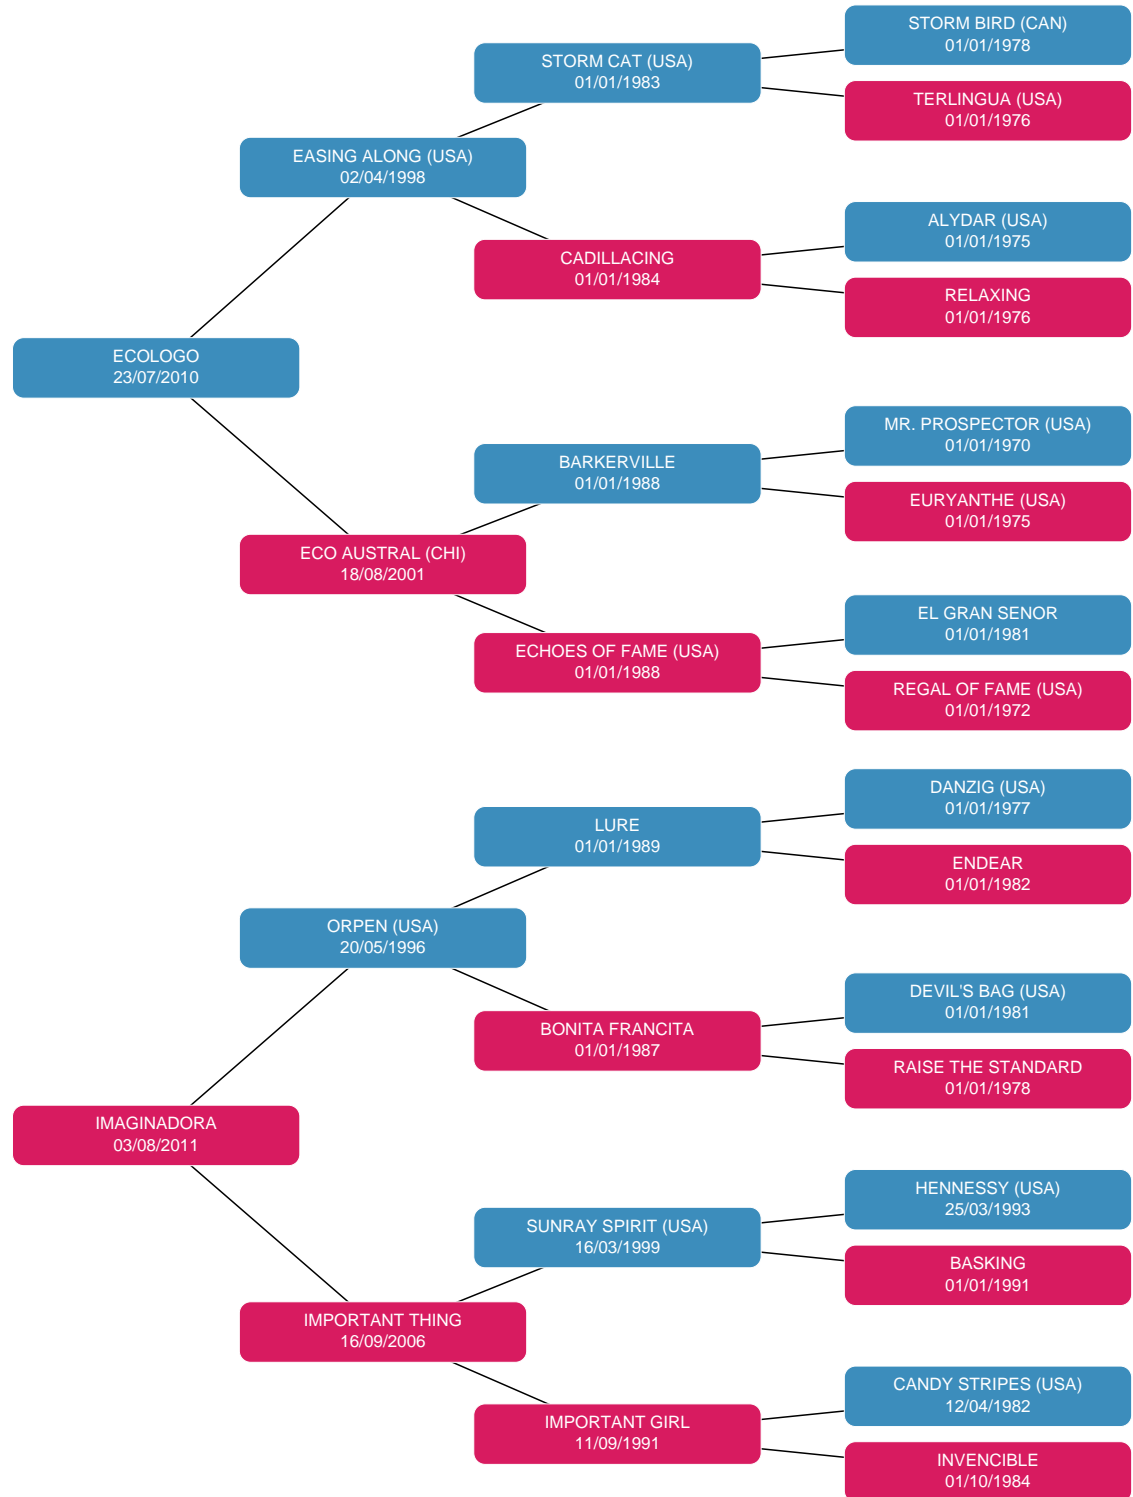 STORM BIRD (CAN)
01/01/1978
STORM CAT (USA)
01/01/1983
TERLINGUA (USA)
01/01/1976
EASING ALONG (USA)
02/04/1998
ALYDAR (USA)
01/01/1975
CADILLACING
01/01/1984
RELAXING
01/01/1976
ECOLOGO
23/07/2010
MR. PROSPECTOR (USA)
01/01/1970
BARKERVILLE
01/01/1988
EURYANTHE (USA)
01/01/1975
ECO AUSTRAL (CHI)
18/08/2001
EL GRAN SENOR
01/01/1981
ECHOES OF FAME (USA)
01/01/1988
REGAL OF FAME (USA)
01/01/1972
DANZIG (USA)
01/01/1977
LURE
01/01/1989
ENDEAR
01/01/1982
ORPEN (USA)
20/05/1996
DEVIL'S BAG (USA)
01/01/1981
BONITA FRANCITA
01/01/1987
RAISE THE STANDARD
01/01/1978
IMAGINADORA
03/08/2011
HENNESSY (USA)
25/03/1993
SUNRAY SPIRIT (USA)
16/03/1999
BASKING
01/01/1991
IMPORTANT THING
16/09/2006
CANDY STRIPES (USA)
12/04/1982
IMPORTANT GIRL
11/09/1991
INVENCIBLE
01/10/1984